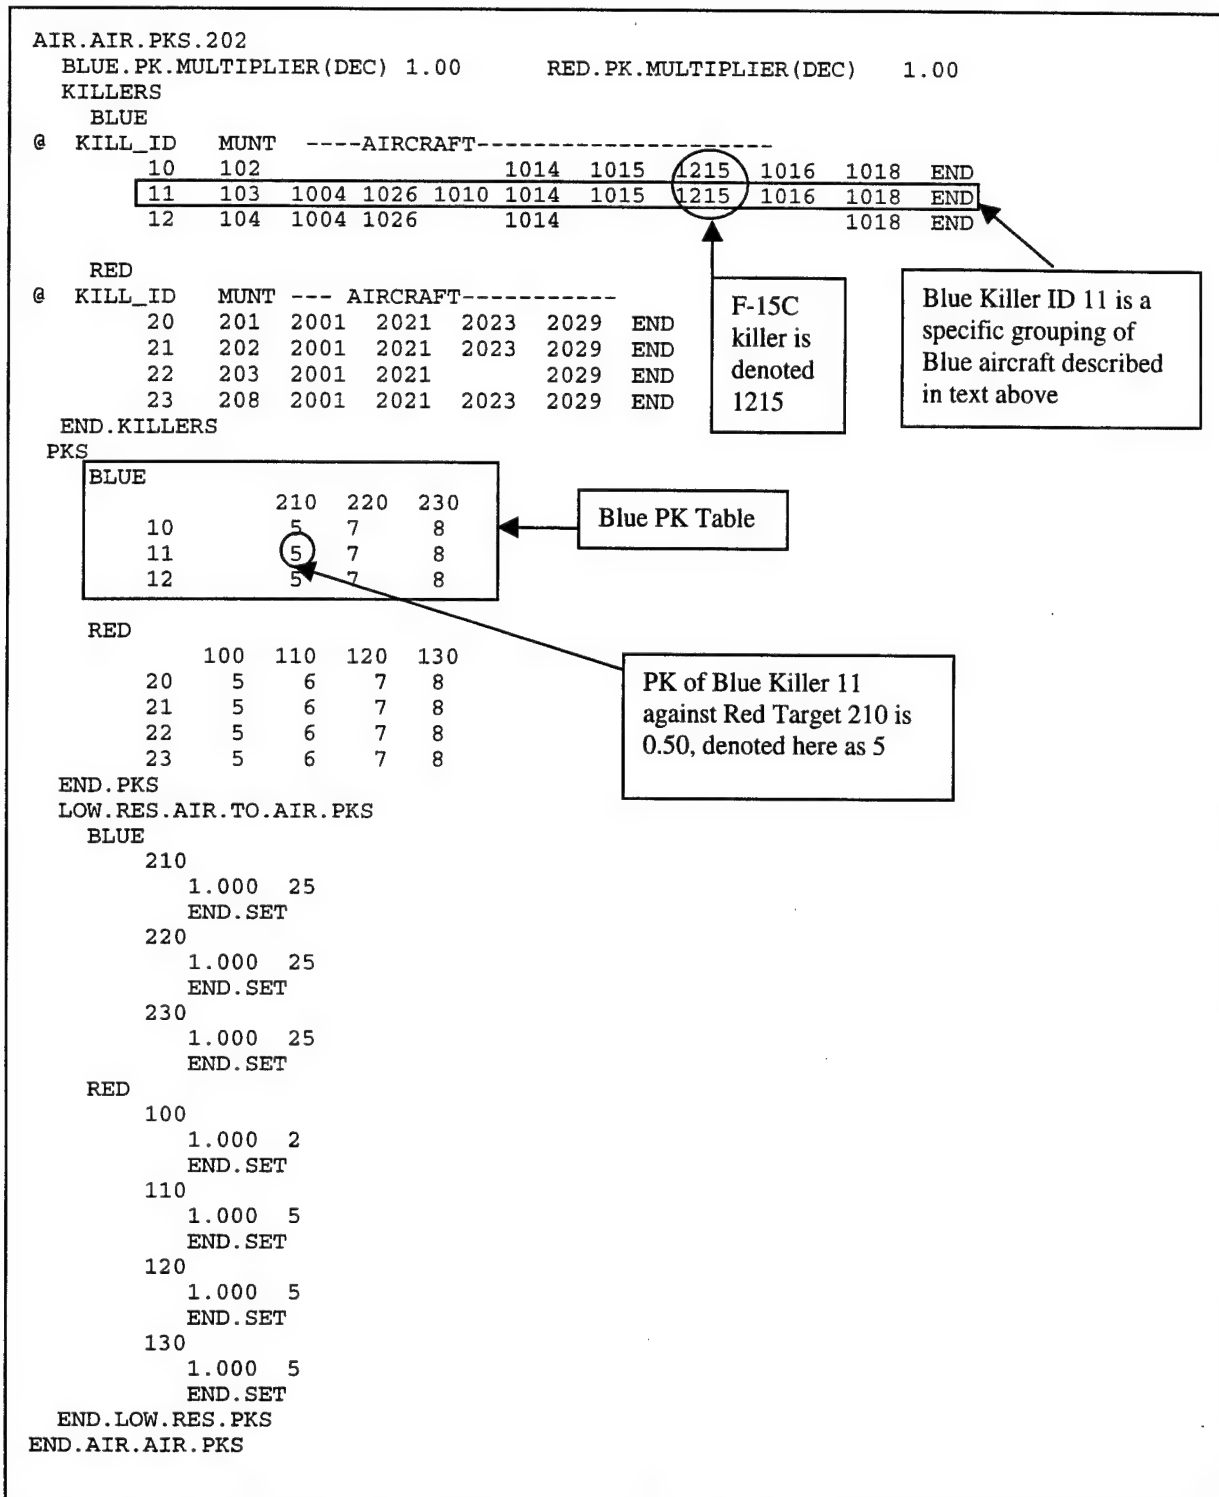 AIR.AIR.PKS.202
BLUE.PK.MULTIPLIER(DEC) 1.00 RED.PK.MULTIPLIER(DEC) 1.00
KILLERS
BLUE
@ KILL_ID MUNT ----AIRCRAFT----------------------
10 102 1014 1015 1215 1016 1018 END
11 103 1004 1026 1010 1014 1015 1215 1016 1018 END
12 104 1004 1026 1014 1018 END
RED
@ KILL_ID MUNT --- AIRCRAFT-----------
20 201 2001 2021 2023 2029 END
21 202 2001 2021 2023 2029 END
22 203 2001 2021 2029 END
23 208 2001 2021 2023 2029 END
F-15C
killer is
denoted
1215
Blue Killer ID 11 is a
specific grouping of
Blue aircraft described
in text above
END.KILLERS
PKS
BLUE
210 220 230
10 5 7 8
11 5 7 8
12 5 7 8
Blue PK Table
RED
100 110 120 130
20 5 6 7 8
21 5 6 7 8
22 5 6 7 8
23 5 6 7 8
PK of Blue Killer 11
against Red Target 210 is
0.50, denoted here as 5
END.PKS
LOW.RES.AIR.TO.AIR.PKS
BLUE
210
1.000 25
END.SET
220
1.000 25
END.SET
230
1.000 25
END.SET
RED
100
1.000 2
END.SET
110
1.000 5
END.SET
120
1.000 5
END.SET
130
1.000 5
END.SET
END.LOW.RES.PKS
END.AIR.AIR.PKS